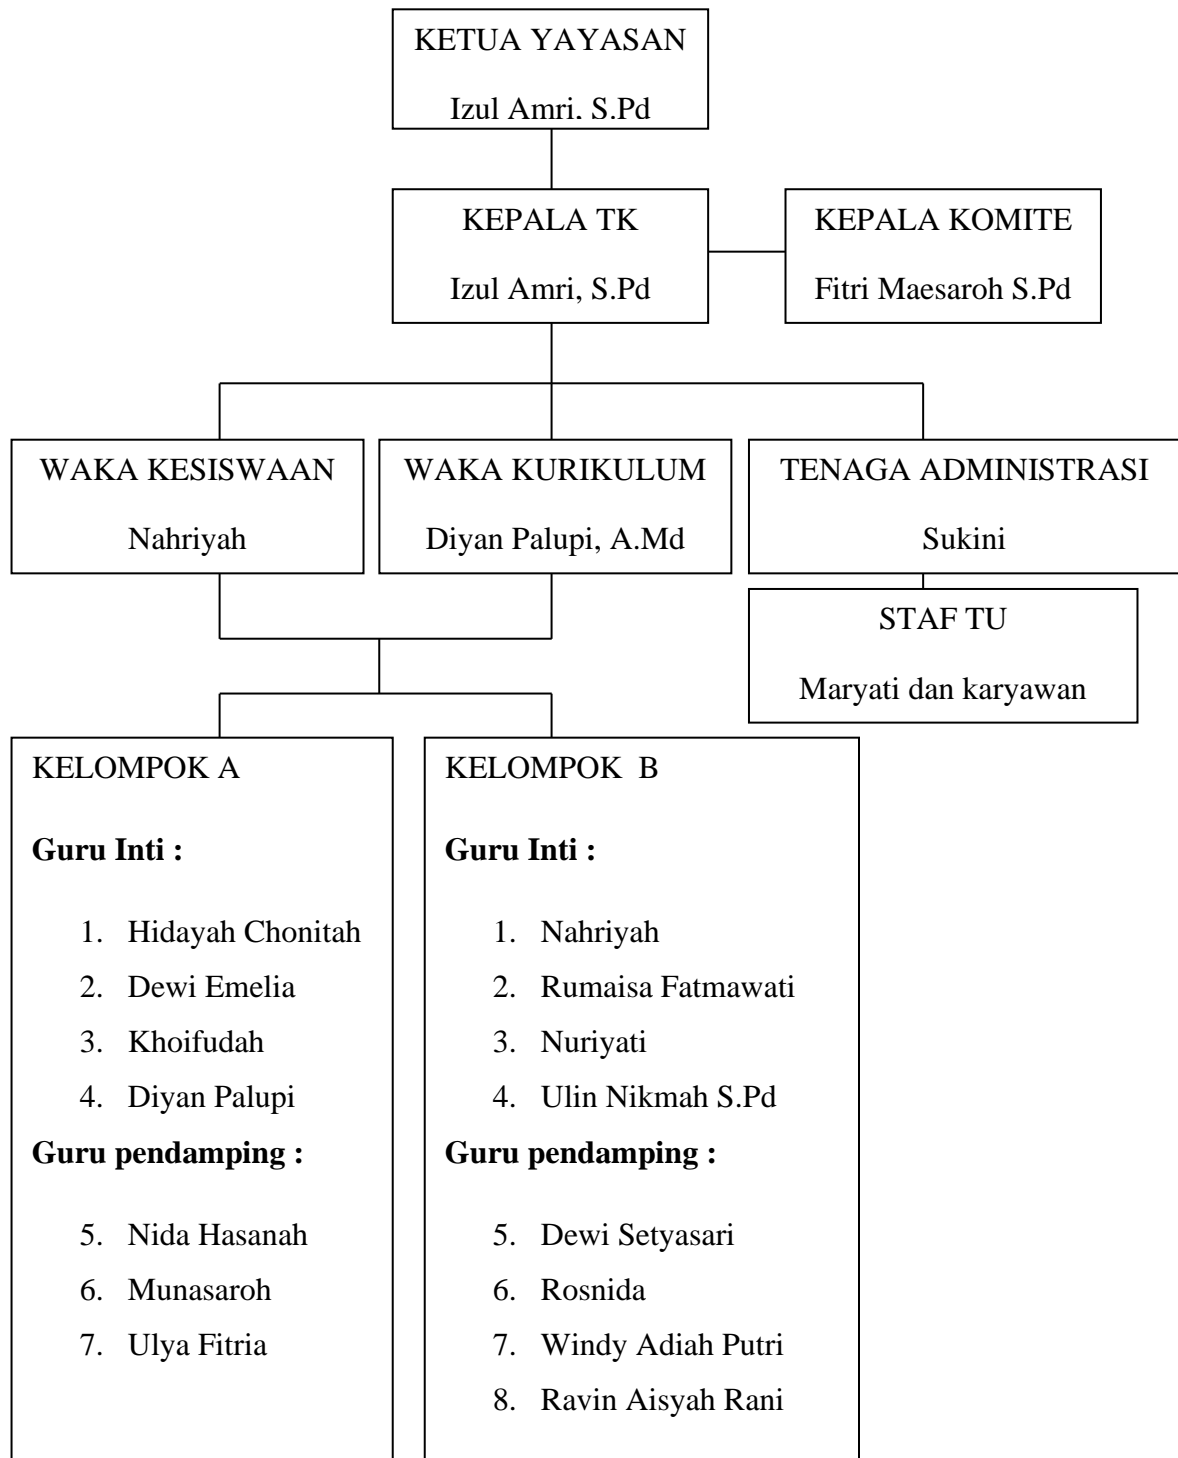 KETUA YAYASAN
Izul Amri, S.Pd
KEPALA TK
Izul Amri, S.Pd
KEPALA KOMITE
Fitri Maesaroh S.Pd
WAKA KESISWAAN
Nahriyah
WAKA KURIKULUM
Diyan Palupi, A.Md
TENAGA ADMINISTRASI
Sukini
STAF TU
Maryati dan karyawan
KELOMPOK A
Guru Inti :
1. Hidayah Chonitah
2. Dewi Emelia
3. Khoifudah
4. Diyan Palupi
Guru pendamping :
5. Nida Hasanah
6. Munasaroh
7. Ulya Fitria
KELOMPOK  B
Guru Inti :
1. Nahriyah
2. Rumaisa Fatmawati
3. Nuriyati
4. Ulin Nikmah S.Pd
Guru pendamping :
5. Dewi Setyasari
6. Rosnida
7. Windy Adiah Putri
8. Ravin Aisyah Rani